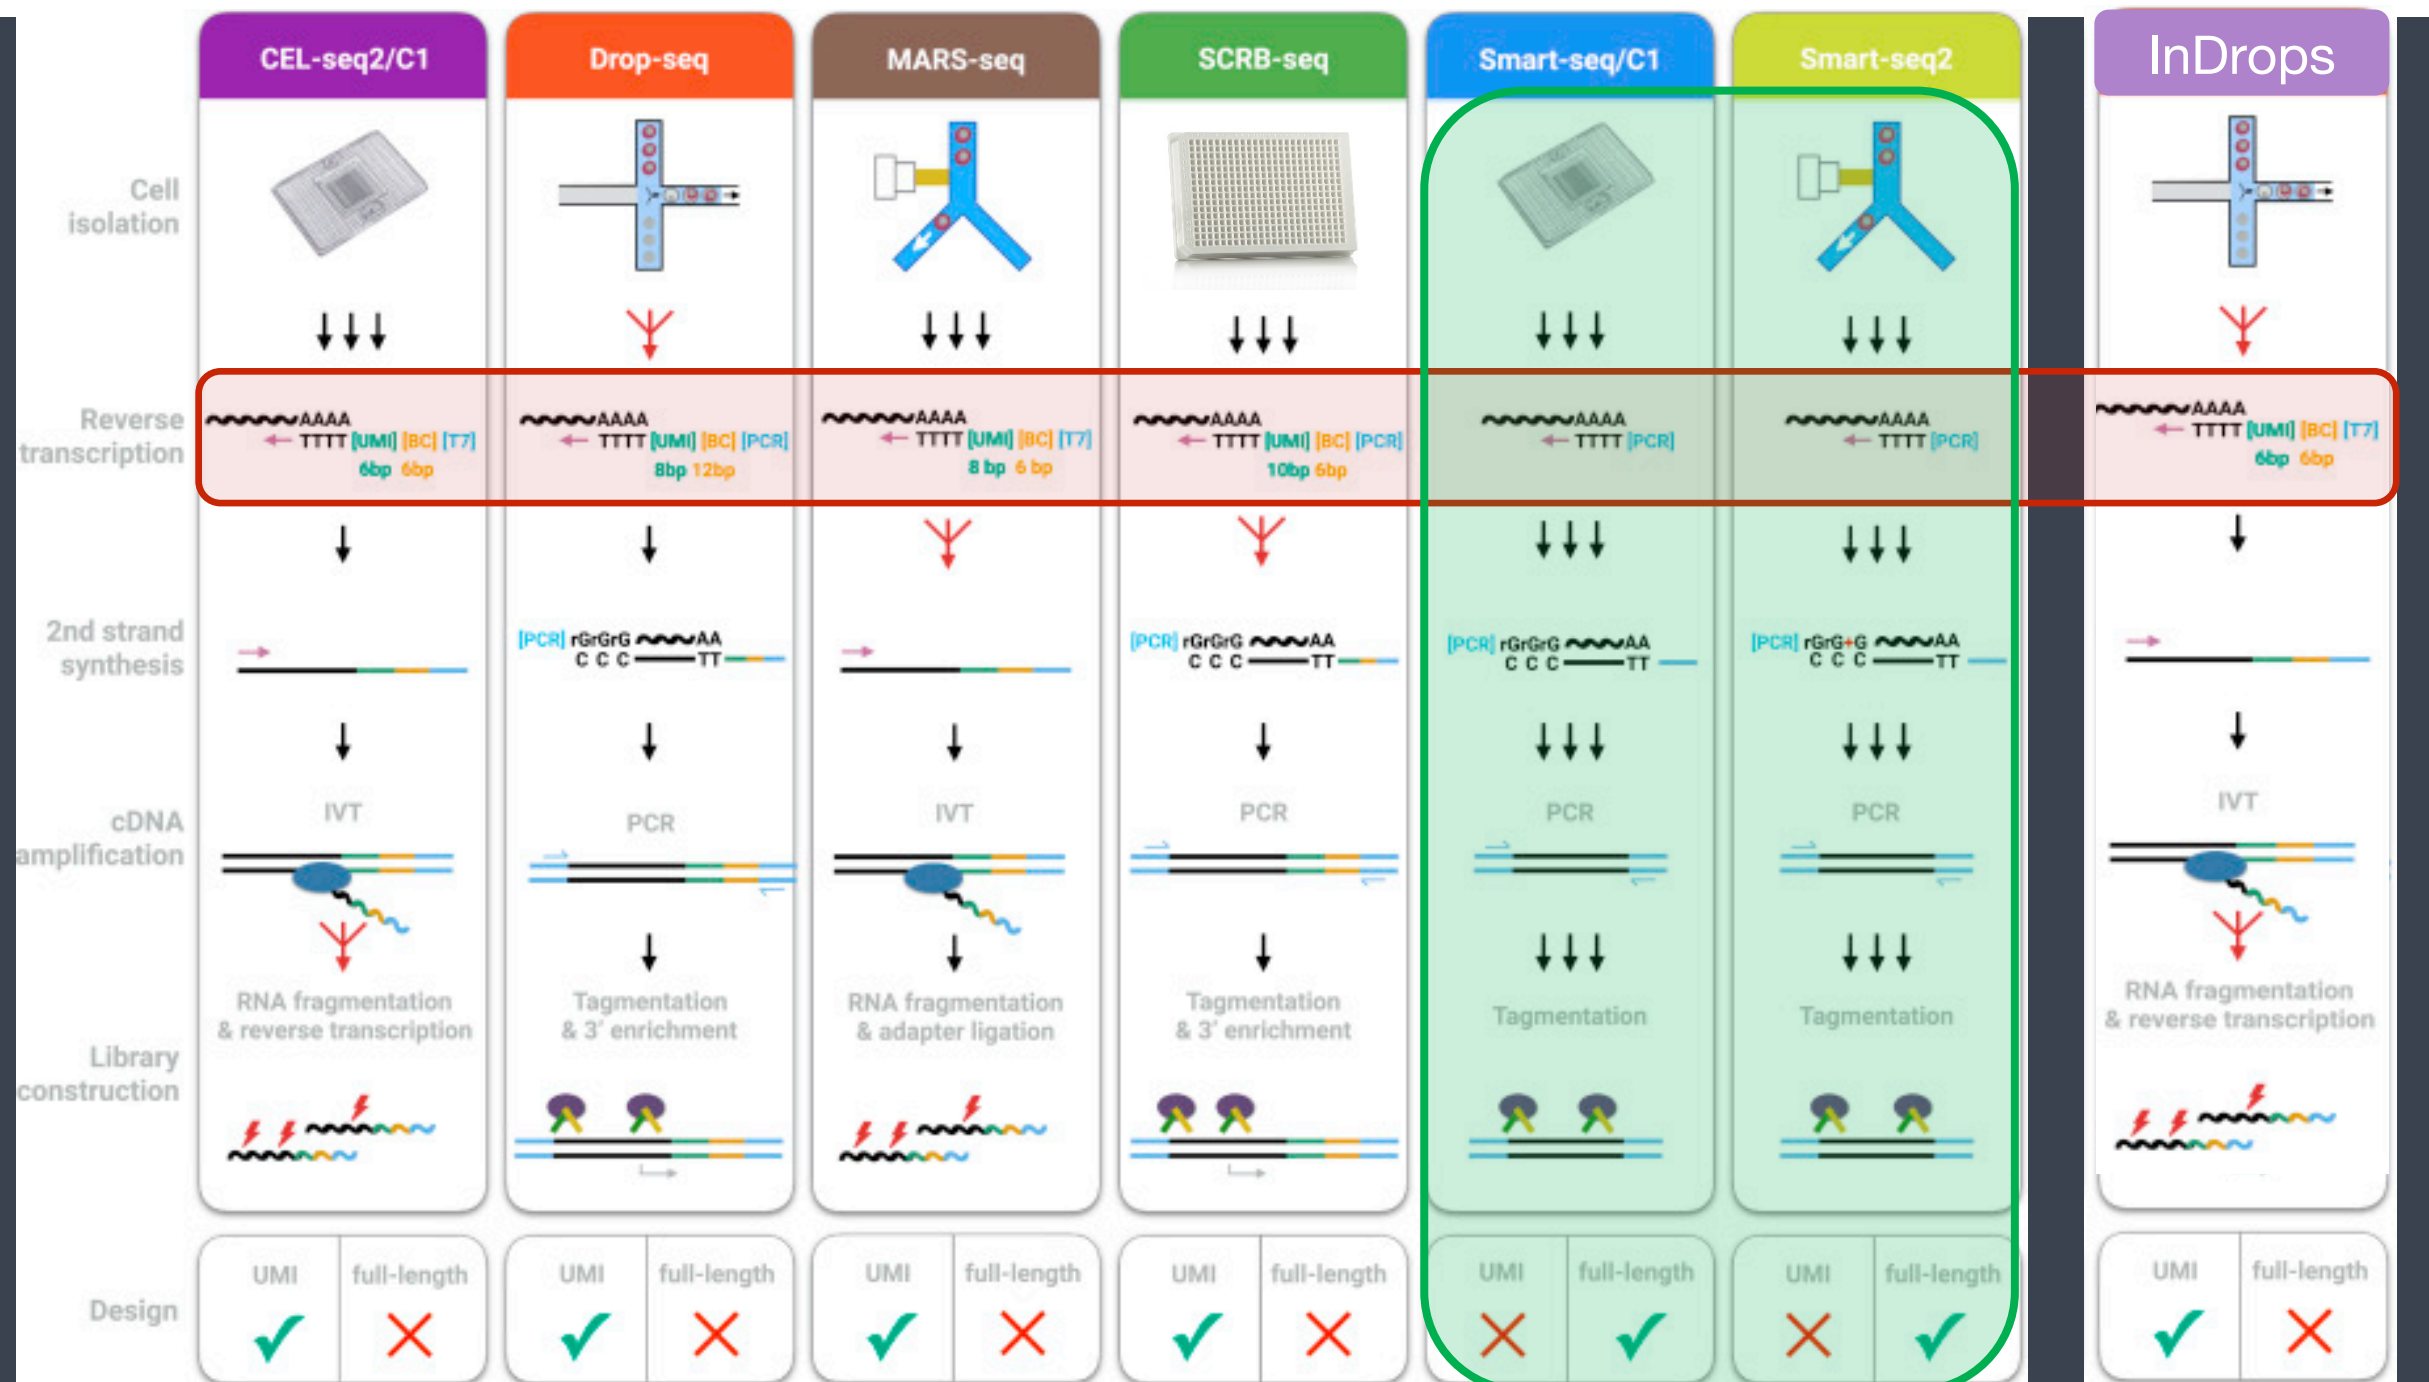 CEL-seq2/C1
Drop-seq
MARS-seq
SCRB-seq
Smart-seq/C1
Smart-seq2
InDrops
Cell
isolation
Reverse
transcription
AAAA
TTTT [UMI] [BC] [T7]
6bp 6bp
AAAA
TTTT [UMI] [BC] [PCR]
8bp 12bp
AAAA
TTTT [UMI] [BC] [T7]
8 bp 6 bp
AAAA
TTTT [UMI] [BC] [PCR]
10bp 6bp
AAAA
TTTT [PCR]
AAAA
TTTT [PCR]
AAAA
TTTT [UMI] [BC] [T7]
6bp 6bp
2nd strand
synthesis
[PCR] rGrGrG AA
C C C TT
[PCR] rGrGrG AA
C C C TT
[PCR] rGrGrG AA
C C C TT
[PCR] rGrG+G AA
C C C TT
cDNA
amplification
IVT
PCR
IVT
PCR
PCR
PCR
IVT
Library
construction
RNA fragmentation
& reverse transcription
Tagmentation
& 3' enrichment
RNA fragmentation
& adapter ligation
Tagmentation
& 3' enrichment
Tagmentation
Tagmentation
RNA fragmentation
& reverse transcription
Design
UMI full-length
UMI full-length
UMI full-length
UMI full-length
UMI full-length
UMI full-length
UMI full-length